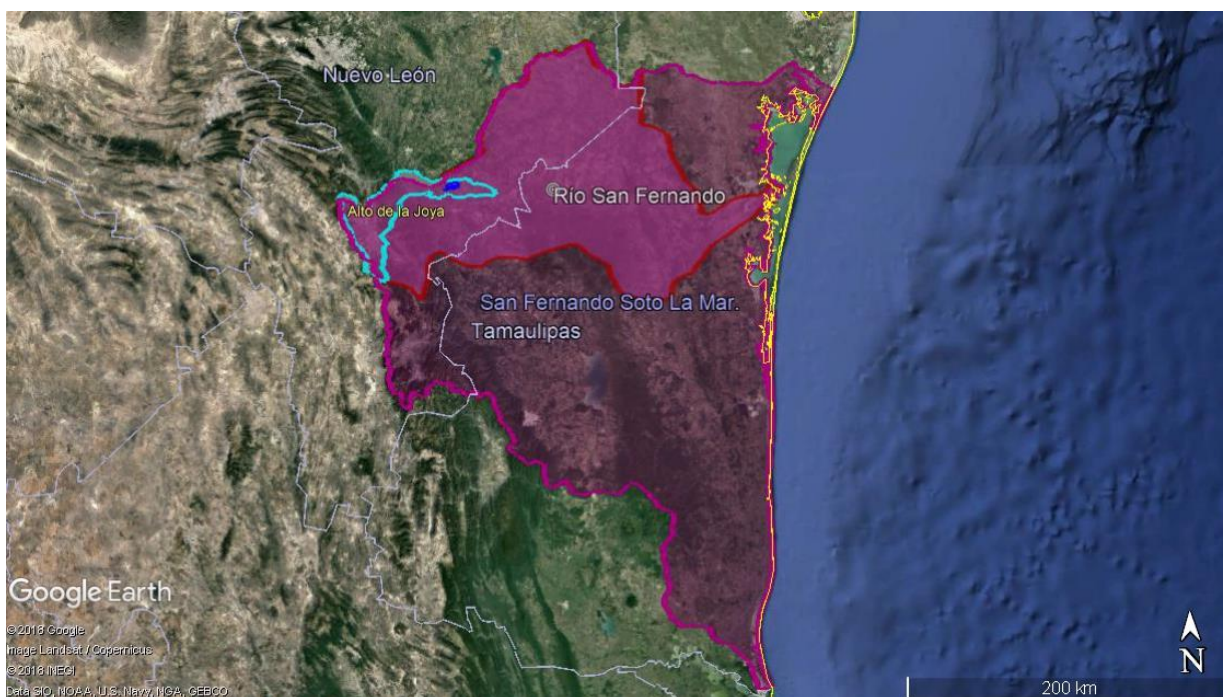 Nuevo León
Alto de la Joya
Río San Fernando
San Fernando Soto La Mar.
Tamaulipas
Google Earth
©2018 Google
Image Landsat / Copernicus
©2018 INEGI
Data SIO, NOAA, U.S. Navy, NGA, GEBCO
200 km
N